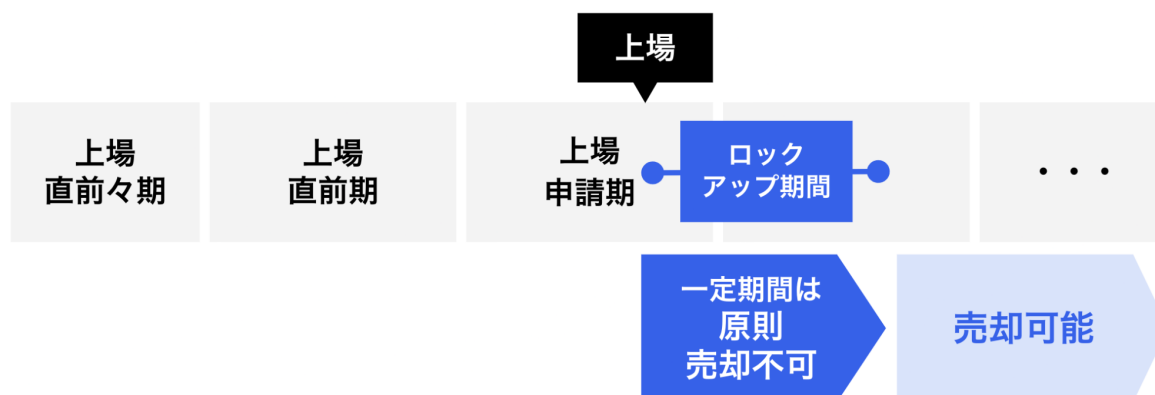 上場
上場
直前々期
上場
直前期
上場
申請期
ロック
アップ期間
・・・
一定期間は
原則
売却不可
売却可能